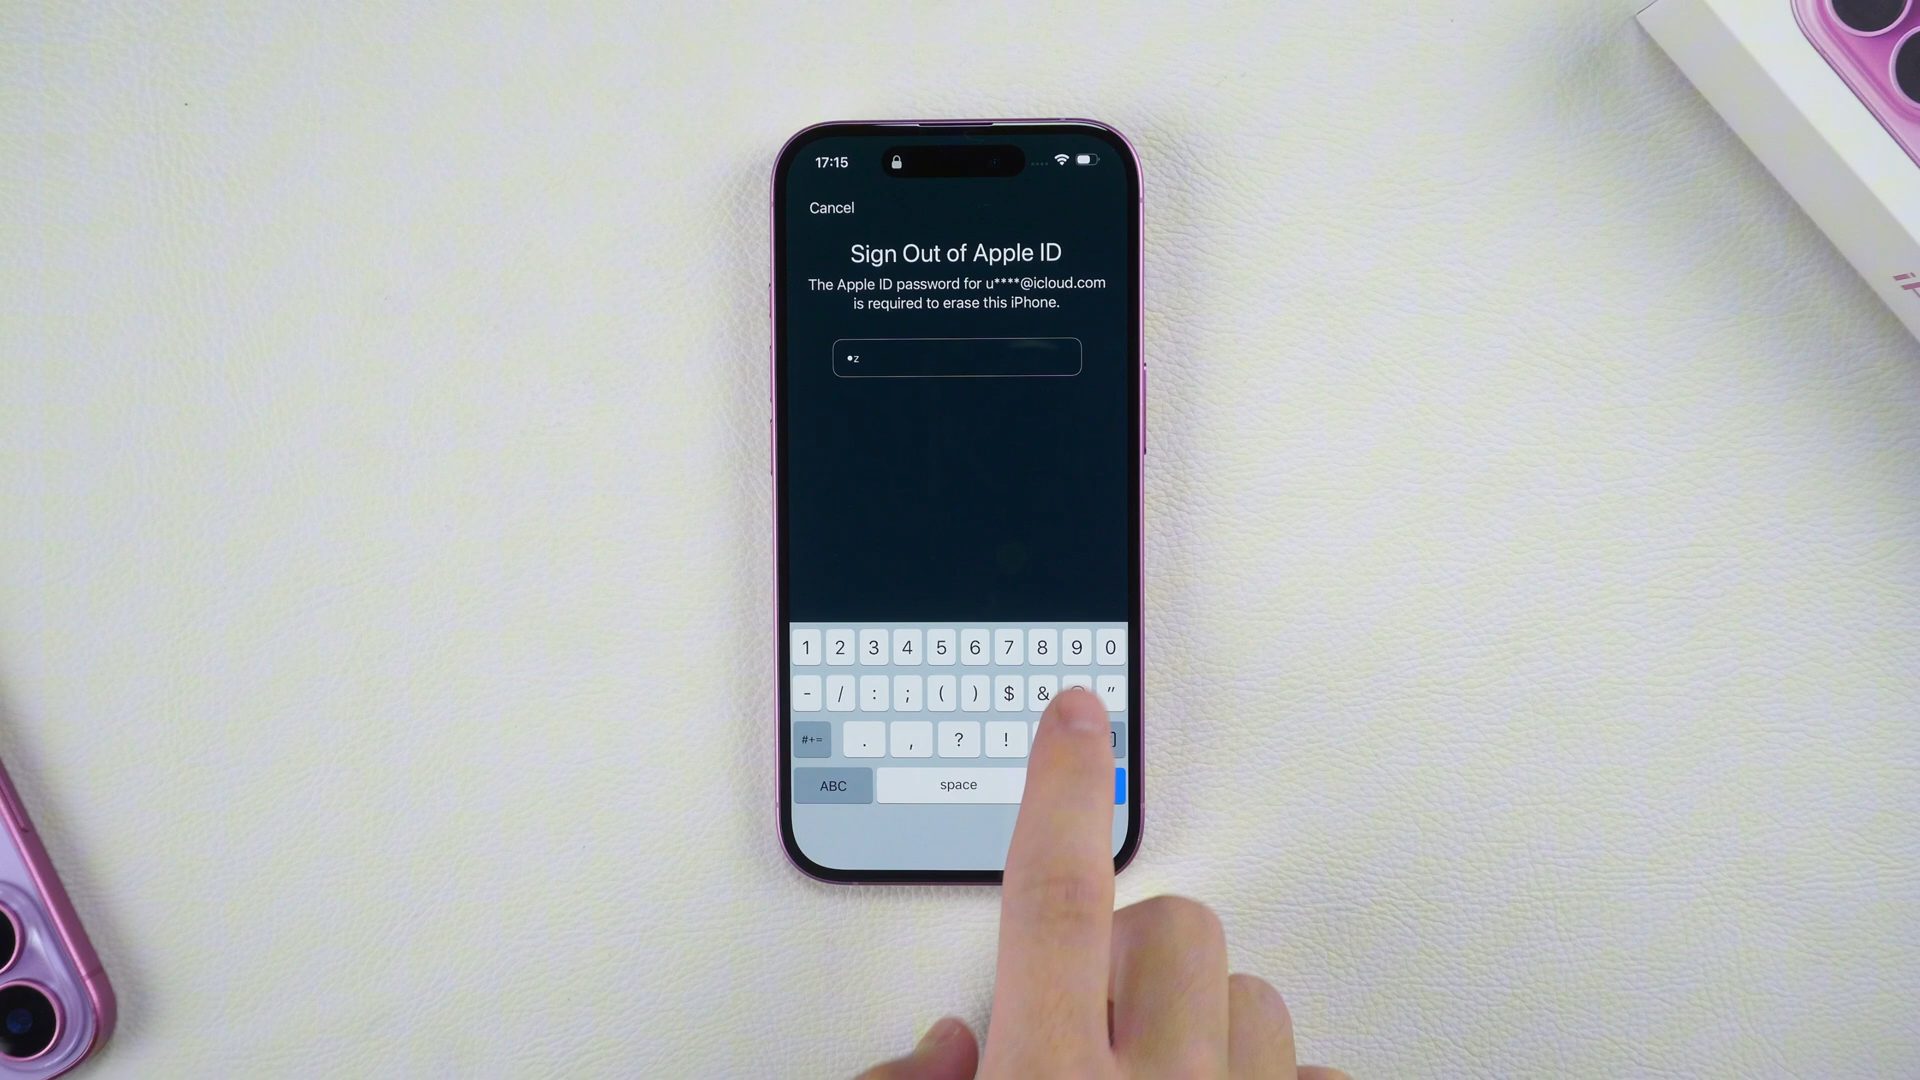 17:15
Cancel
Sign Out of Apple ID
The Apple ID password for u****@icloud.com
is required to erase this iPhone.
•z
1 2 3 4 5 6 7 8 9 0
- / : ; ( ) $ & "
#+= . , ? !
ABC space